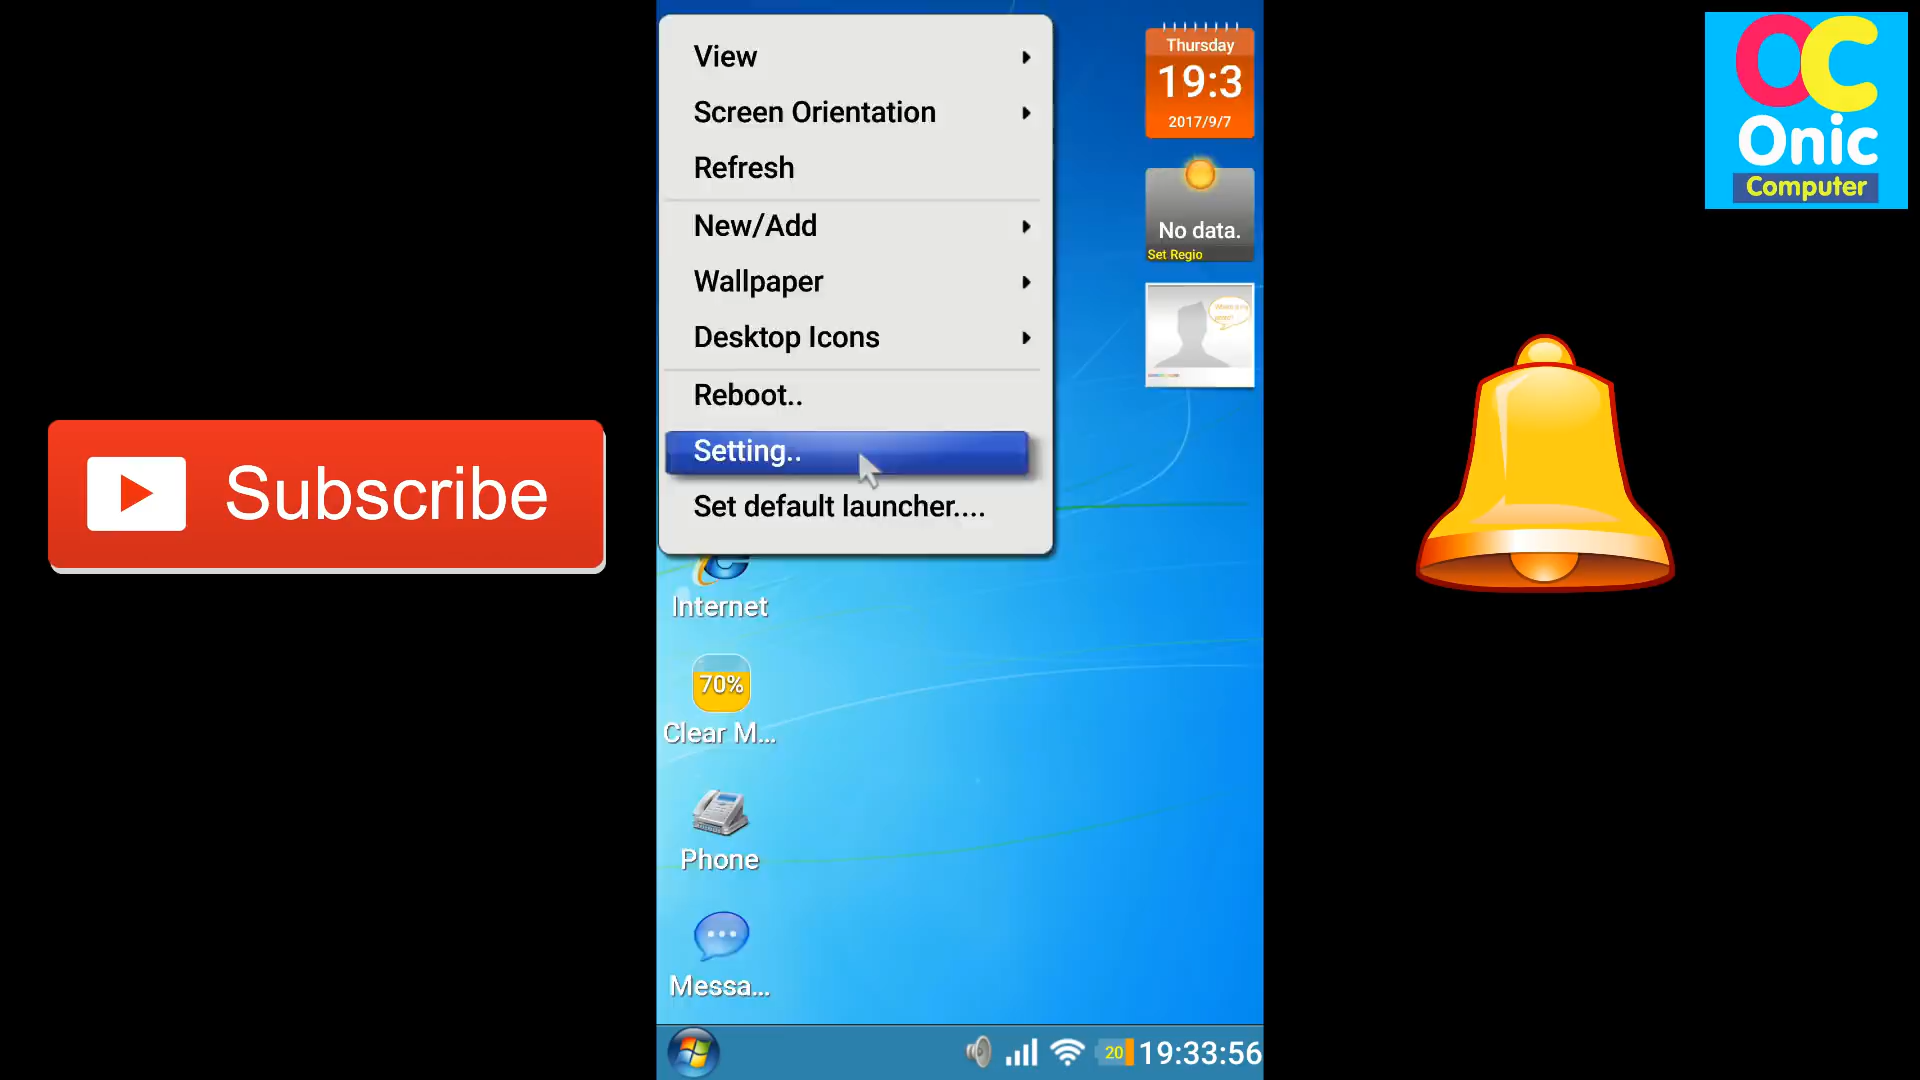 View
Screen Orientation
Refresh
New/Add
Wallpaper
Desktop Icons
Reboot..
Setting..
Set default launcher....
Thursday
19:3
2017/9/7
No data.
Set Regio
Subscribe
OC
Onic
Computer
Internet
70%
Clear M...
Phone
Messa...
20
19:33:56